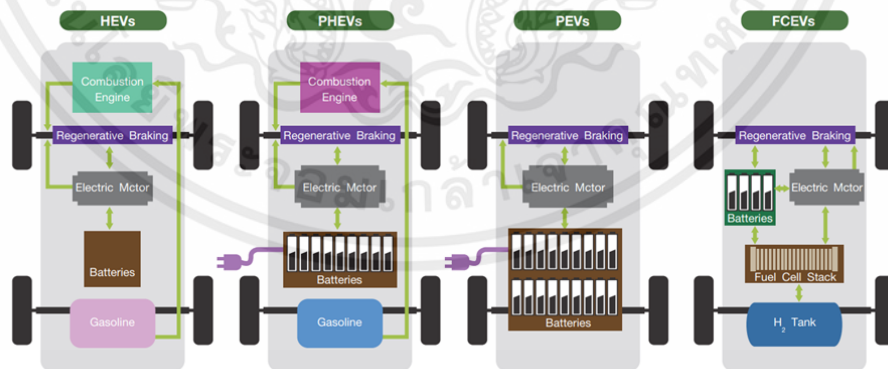 HEVs
Combustion
Engine
Regenerative Braking
Electric Mctor
Batteries
Gasoline
PHEVs
Combustion
Engine
Regenerative Braking
Electric Mctor
Batteries
Gasoline
PEVs
Regenerative Braking
Electric Mctor
Batteries
FCEVs
Regenerative Braking
Electric Mctor
Batteries
Fuel Cell Stack
H₂ Tank